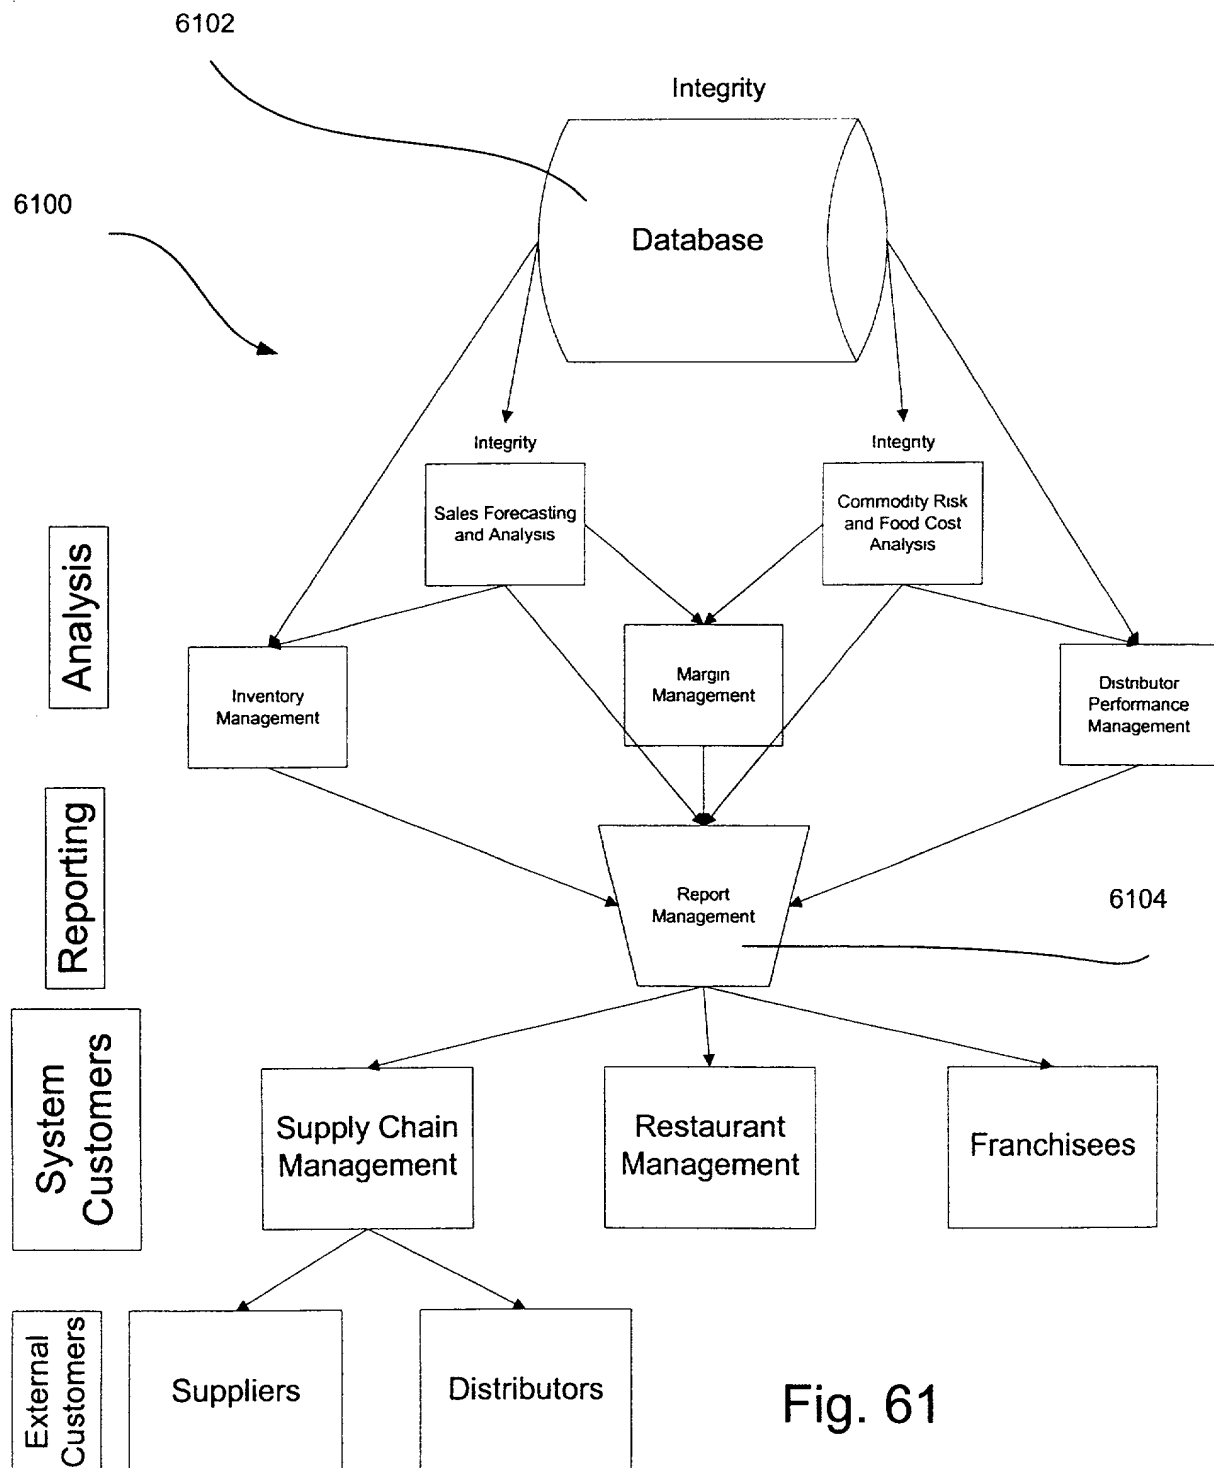 6102
Integrity
6100
Database
Integrity
Integrity
Sales Forecasting
and Analysis
Commodity Risk
and Food Cost
Analysis
Analysis
Inventory
Management
Margin
Management
Distributor
Performance
Management
Reporting
Report
Management
6104
System
Customers
Supply Chain
Management
Restaurant
Management
Franchisees
External
Customers
Suppliers
Distributors
Fig. 61